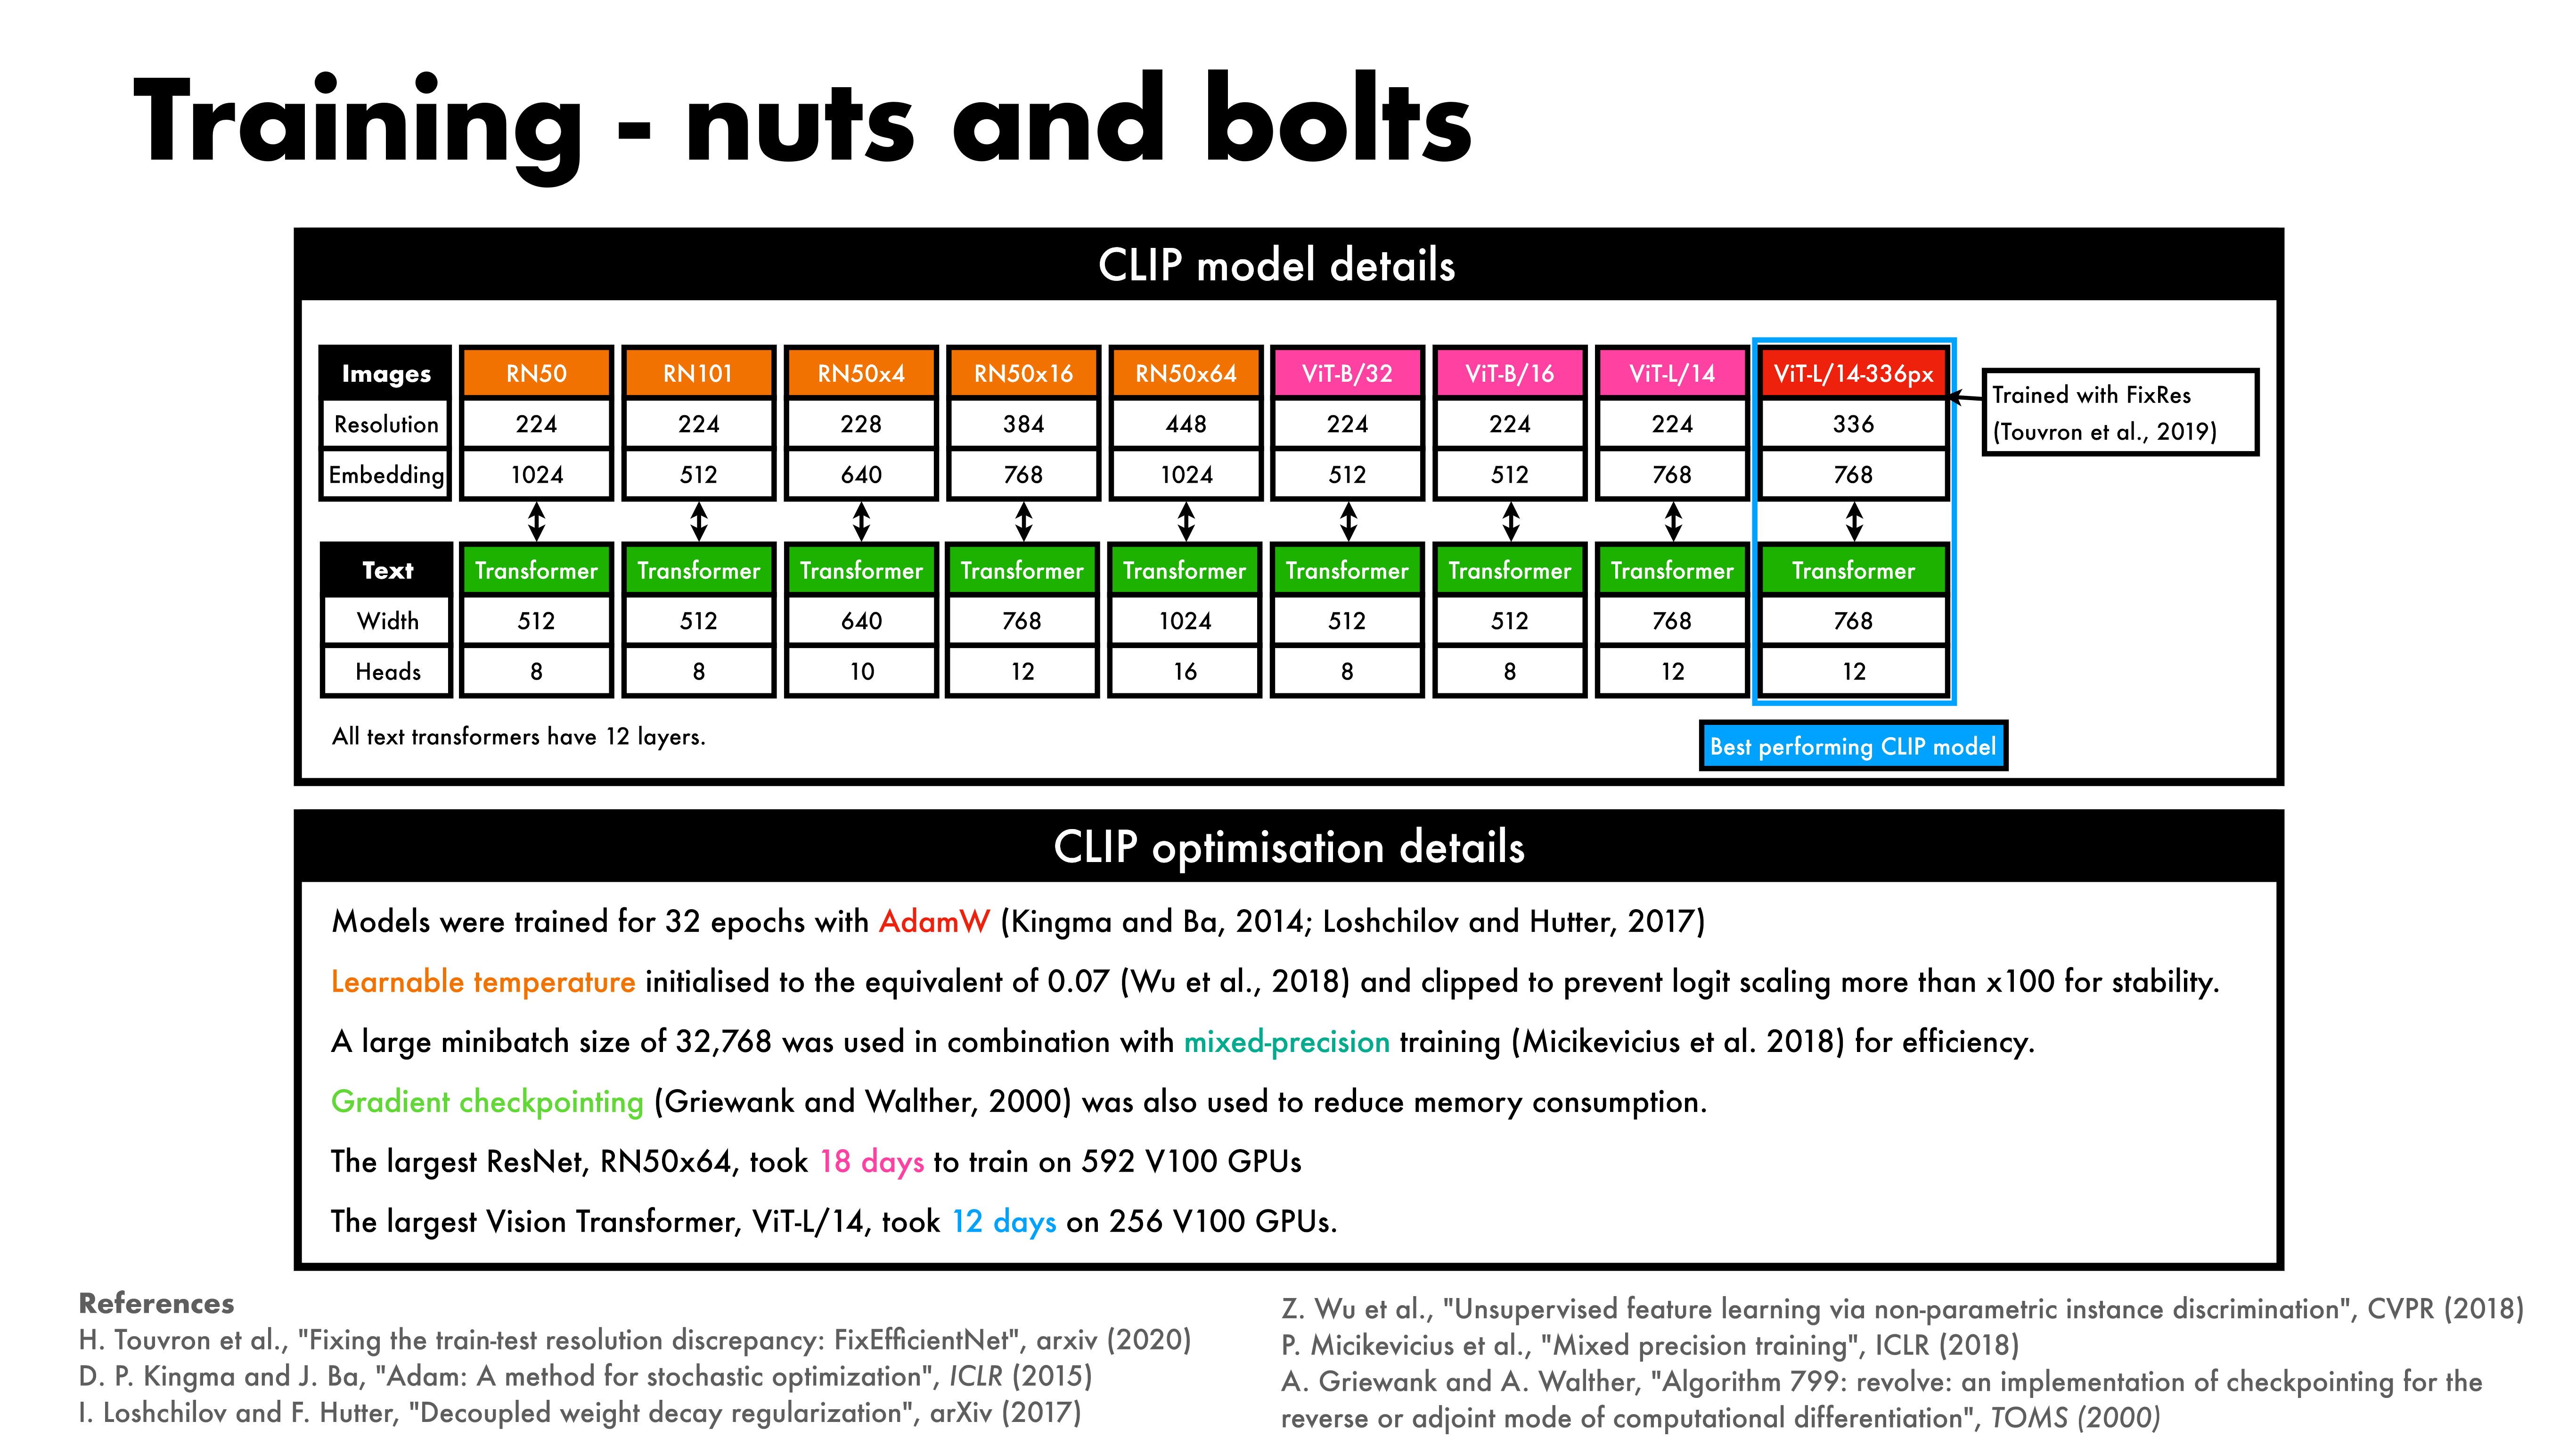 Training - nuts and bolts
CLIP model details
Images RN50 RN101 RN50x4 RN50x16 RN50x64 ViT-B/32 ViT-B/16 ViT-L/14 ViT-L/14-336px
Resolution 224 224 228 384 448 224 224 224 336
Embedding 1024 512 640 768 1024 512 512 768 768
Trained with FixRes
(Touvron et al., 2019)
Text Transformer Transformer Transformer Transformer Transformer Transformer Transformer Transformer Transformer
Width 512 512 640 768 1024 512 512 768 768
Heads 8 8 10 12 16 8 8 12 12
All text transformers have 12 layers.
Best performing CLIP model
CLIP optimisation details
Models were trained for 32 epochs with AdamW (Kingma and Ba, 2014; Loshchilov and Hutter, 2017)
Learnable temperature initialised to the equivalent of 0.07 (Wu et al., 2018) and clipped to prevent logit scaling more than x100 for stability.
A large minibatch size of 32,768 was used in combination with mixed-precision training (Micikevicius et al. 2018) for efficiency.
Gradient checkpointing (Griewank and Walther, 2000) was also used to reduce memory consumption.
The largest ResNet, RN50x64, took 18 days to train on 592 V100 GPUs
The largest Vision Transformer, ViT-L/14, took 12 days on 256 V100 GPUs.
References
H. Touvron et al., "Fixing the train-test resolution discrepancy: FixEfficientNet", arxiv (2020)
D. P. Kingma and J. Ba, "Adam: A method for stochastic optimization", ICLR (2015)
I. Loshchilov and F. Hutter, "Decoupled weight decay regularization", arXiv (2017)
Z. Wu et al., "Unsupervised feature learning via non-parametric instance discrimination", CVPR (2018)
P. Micikevicius et al., "Mixed precision training", ICLR (2018)
A. Griewank and A. Walther, "Algorithm 799: revolve: an implementation of checkpointing for the
reverse or adjoint mode of computational differentiation", TOMS (2000)